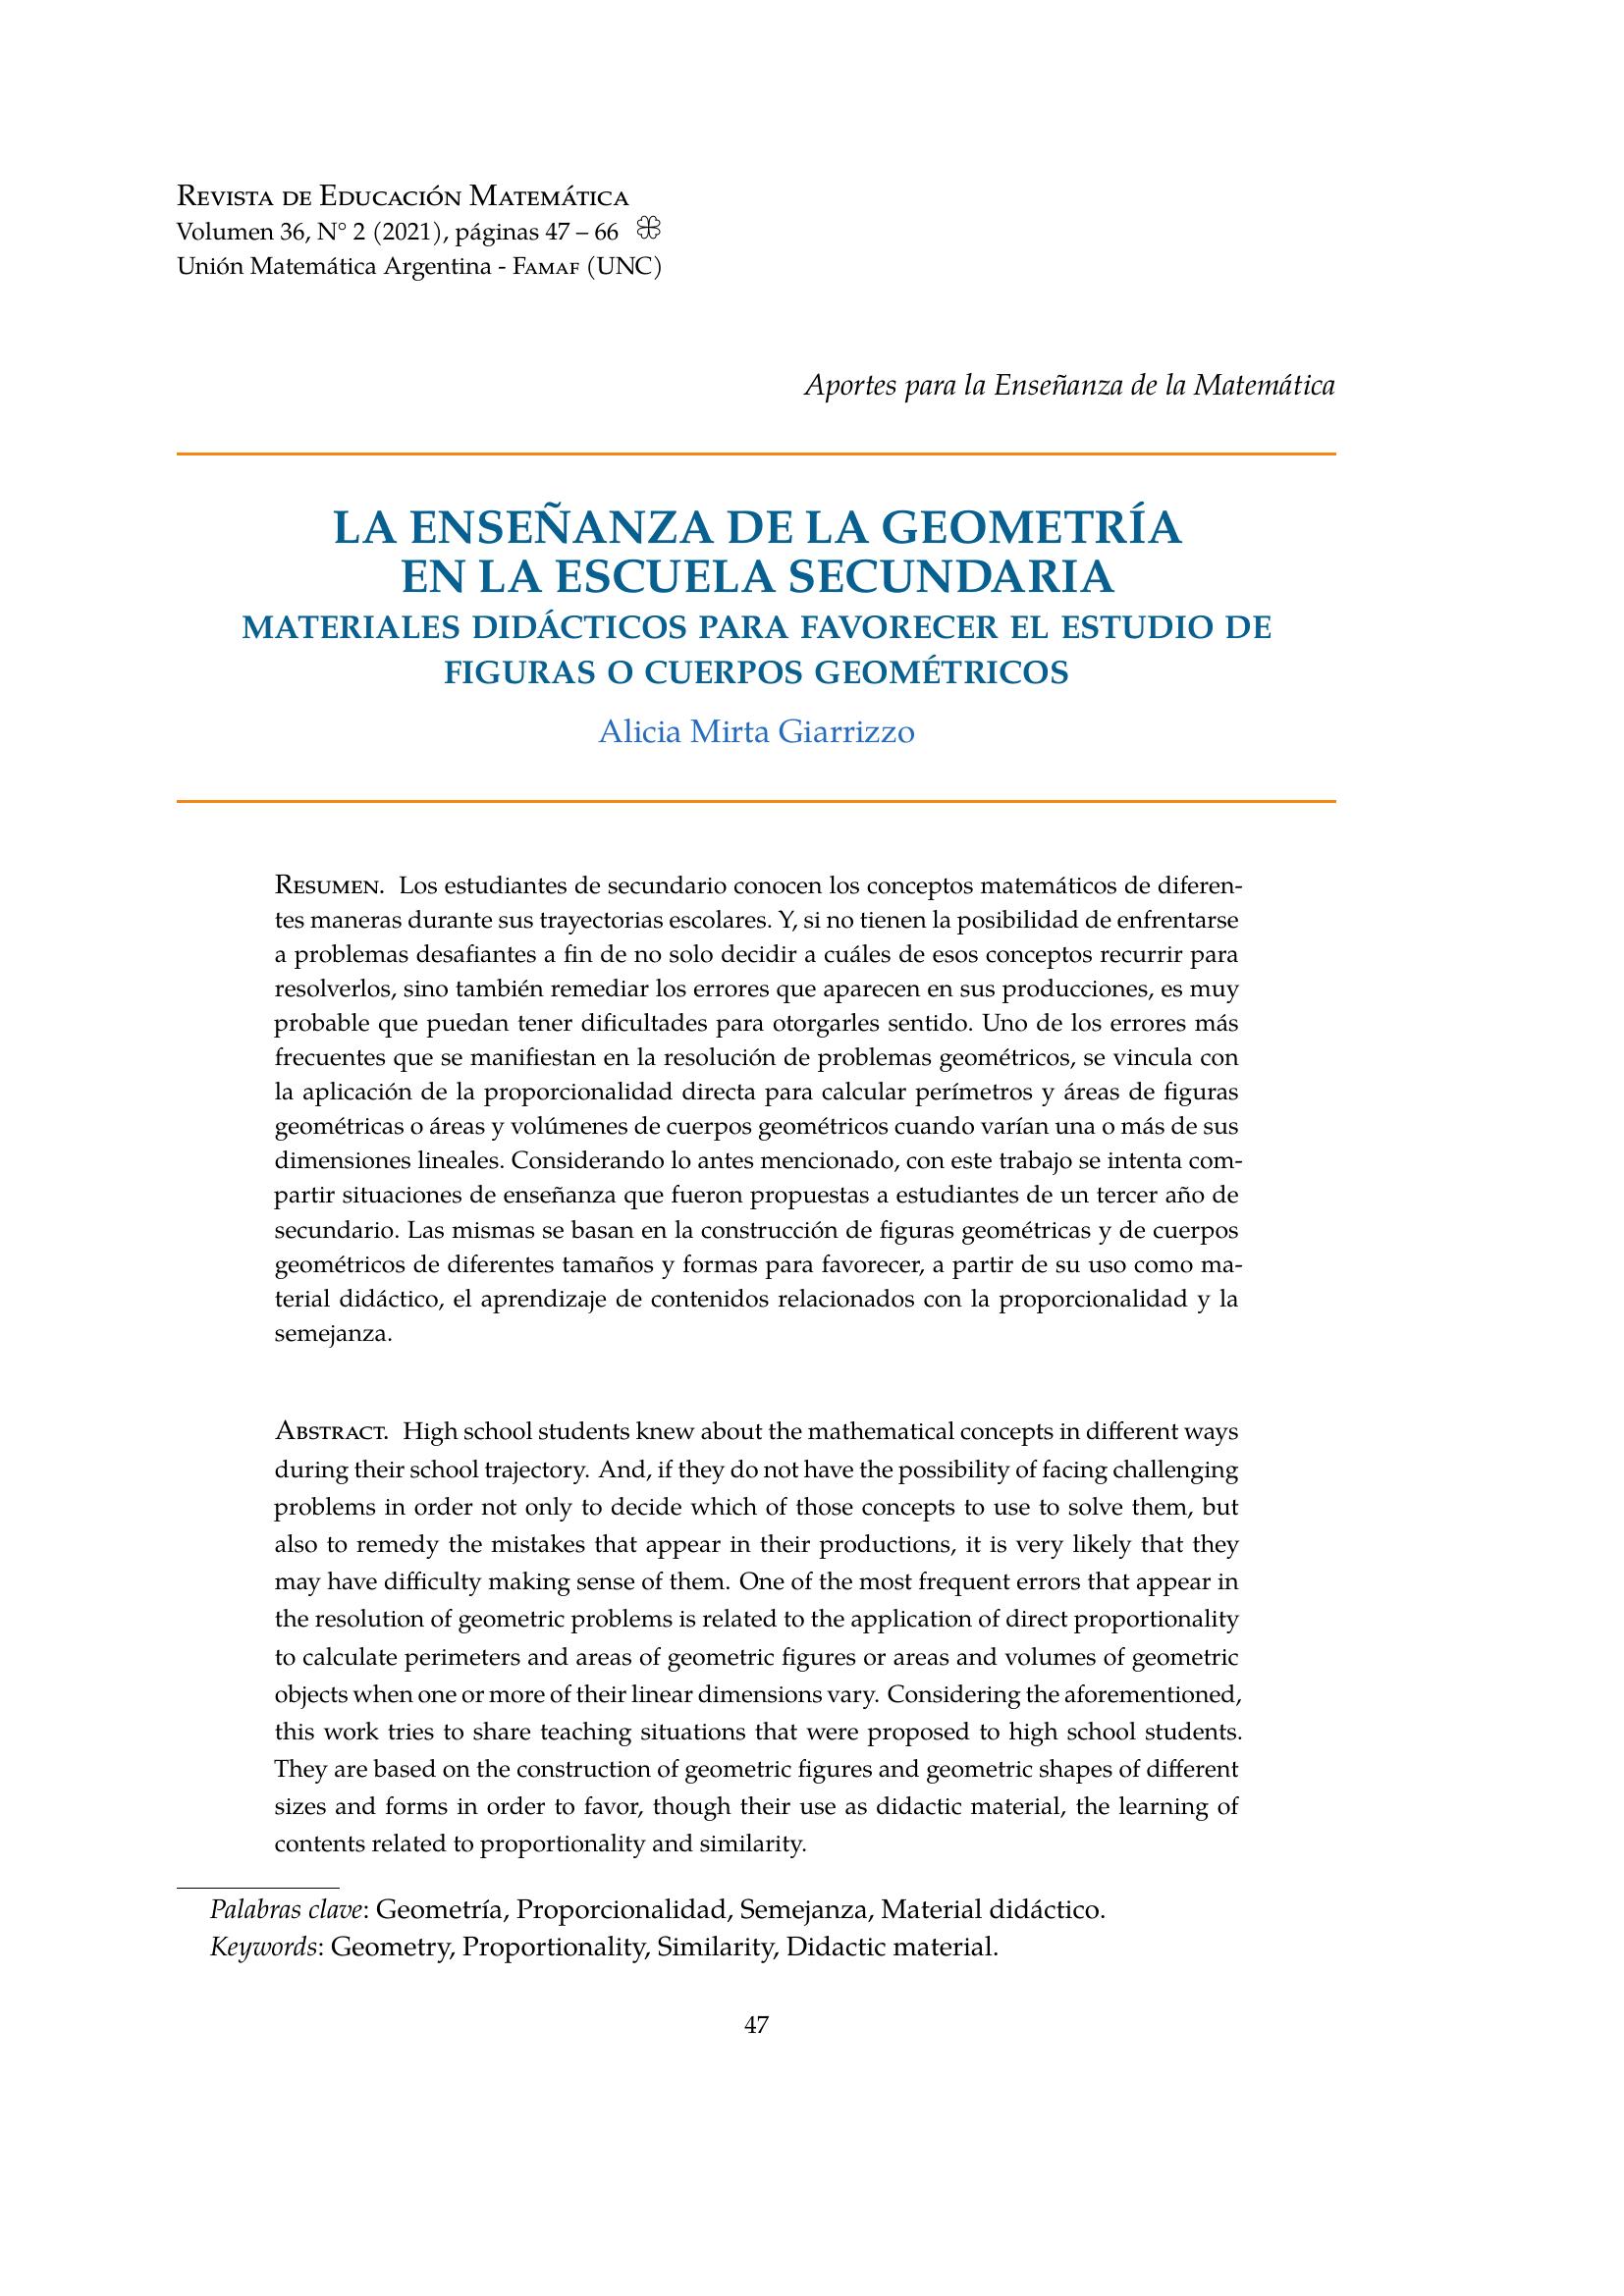 REVISTA DE EDUCACIÓN MATEMÁTICA
Volumen 36, N° 2 (2021), páginas 47 – 66
Unión Matemática Argentina - FAMAF (UNC)
Aportes para la Enseñanza de la Matemática
LA ENSEÑANZA DE LA GEOMETRÍA
EN LA ESCUELA SECUNDARIA
MATERIALES DIDÁCTICOS PARA FAVORECER EL ESTUDIO DE
FIGURAS O CUERPOS GEOMÉTRICOS
Alicia Mirta Giarrizzo
RESUMEN. Los estudiantes de secundario conocen los conceptos matemáticos de diferen-
tes maneras durante sus trayectorias escolares. Y, si no tienen la posibilidad de enfrentarse
a problemas desafiantes a fin de no solo decidir a cuáles de esos conceptos recurrir para
resolverlos, sino también remediar los errores que aparecen en sus producciones, es muy
probable que puedan tener dificultades para otorgarles sentido. Uno de los errores más
frecuentes que se manifiestan en la resolución de problemas geométricos, se vincula con
la aplicación de la proporcionalidad directa para calcular perímetros y áreas de figuras
geométricas o áreas y volúmenes de cuerpos geométricos cuando varían una o más de sus
dimensiones lineales. Considerando lo antes mencionado, con este trabajo se intenta com-
partir situaciones de enseñanza que fueron propuestas a estudiantes de un tercer año de
secundario. Las mismas se basan en la construcción de figuras geométricas y de cuerpos
geométricos de diferentes tamaños y formas para favorecer, a partir de su uso como ma-
terial didáctico, el aprendizaje de contenidos relacionados con la proporcionalidad y la
semejanza.
ABSTRACT. High school students knew about the mathematical concepts in different ways
during their school trajectory. And, if they do not have the possibility of facing challenging
problems in order not only to decide which of those concepts to use to solve them, but
also to remedy the mistakes that appear in their productions, it is very likely that they
may have difficulty making sense of them. One of the most frequent errors that appear in
the resolution of geometric problems is related to the application of direct proportionality
to calculate perimeters and areas of geometric figures or areas and volumes of geometric
objects when one or more of their linear dimensions vary. Considering the aforementioned,
this work tries to share teaching situations that were proposed to high school students.
They are based on the construction of geometric figures and geometric shapes of different
sizes and forms in order to favor, though their use as didactic material, the learning of
contents related to proportionality and similarity.
Palabras clave: Geometría, Proporcionalidad, Semejanza, Material didáctico.
Keywords: Geometry, Proportionality, Similarity, Didactic material.
47